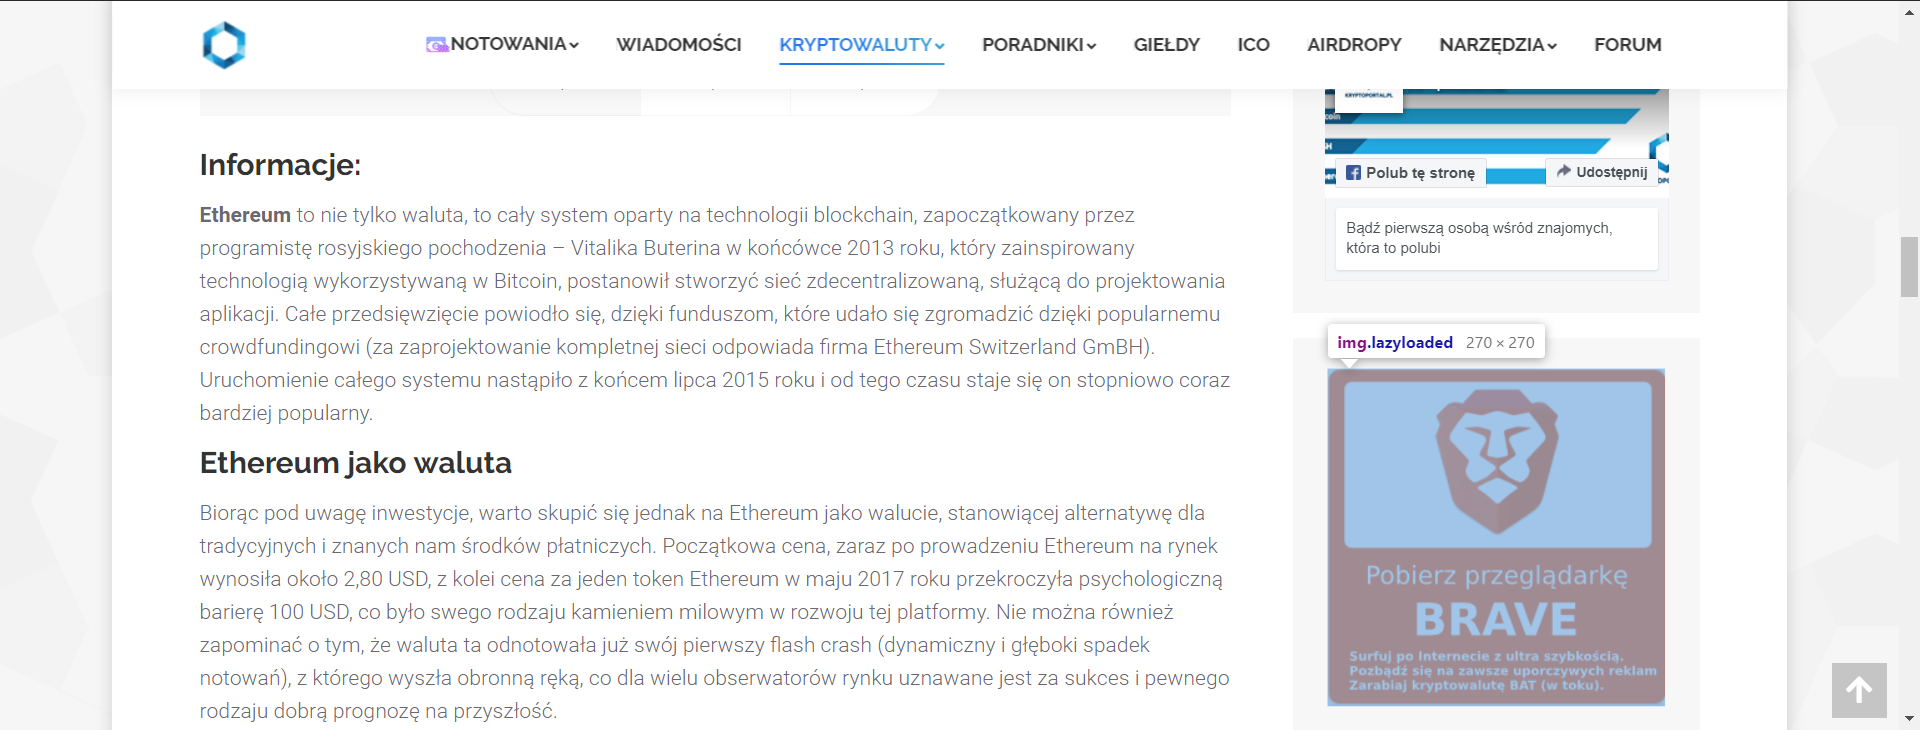 NOTOWANIA
WIADOMOŚCI
KRYPTOWALUTY
PORADNIKI
GIEŁDY
ICO
AIRDROPY
NARZĘDZIA
FORUM
Informacje:
Ethereum to nie tylko waluta, to cały system oparty na technologii blockchain, zapoczątkowany przez
programistę rosyjskiego pochodzenia – Vitalika Buterina w końcówce 2013 roku, który zainspirowany
technologią wykorzystywaną w Bitcoin, postanowił stworzyć sieć zdecentralizowaną, służącą do projektowania
aplikacji. Całe przedsięwzięcie powiodło się, dzięki funduszom, które udało się zgromadzić dzięki popularnemu
crowdfundingowi (za zaprojektowanie kompletnej sieci odpowiada firma Ethereum Switzerland GmBH).
Uruchomienie całego systemu nastąpiło z końcem lipca 2015 roku i od tego czasu staje się on stopniowo coraz
bardziej popularny.
Ethereum jako waluta
Biorąc pod uwagę inwestycje, warto skupić się jednak na Ethereum jako walucie, stanowiącej alternatywę dla
tradycyjnych i znanych nam środków płatniczych. Początkowa cena, zaraz po prowadzeniu Ethereum na rynek
wynosiła około 2,80 USD, z kolei cena za jeden token Ethereum w maju 2017 roku przekroczyła psychologiczną
barierę 100 USD, co było swego rodzaju kamieniem milowym w rozwoju tej platformy. Nie można również
zapominać o tym, że waluta ta odnotowała już swój pierwszy flash crash (dynamiczny i głęboki spadek
notowań), z którego wyszła obronną ręką, co dla wielu obserwatorów rynku uznawane jest za sukces i pewnego
rodzaju dobrą prognozę na przyszłość.
KRYPTOPORTAL.PL
Polub tę stronę
Udostępnij
Bądź pierwszą osobą wśród znajomych,
która to polubi
img.lazyloaded 270 × 270
Pobierz przeglądarkę
BRAVE
Surfuj po Internecie z ultra szybkością.
Pozbądź się na zawsze uporczywych reklam
Zarabiaj kryptowalutę BAT (w toku).